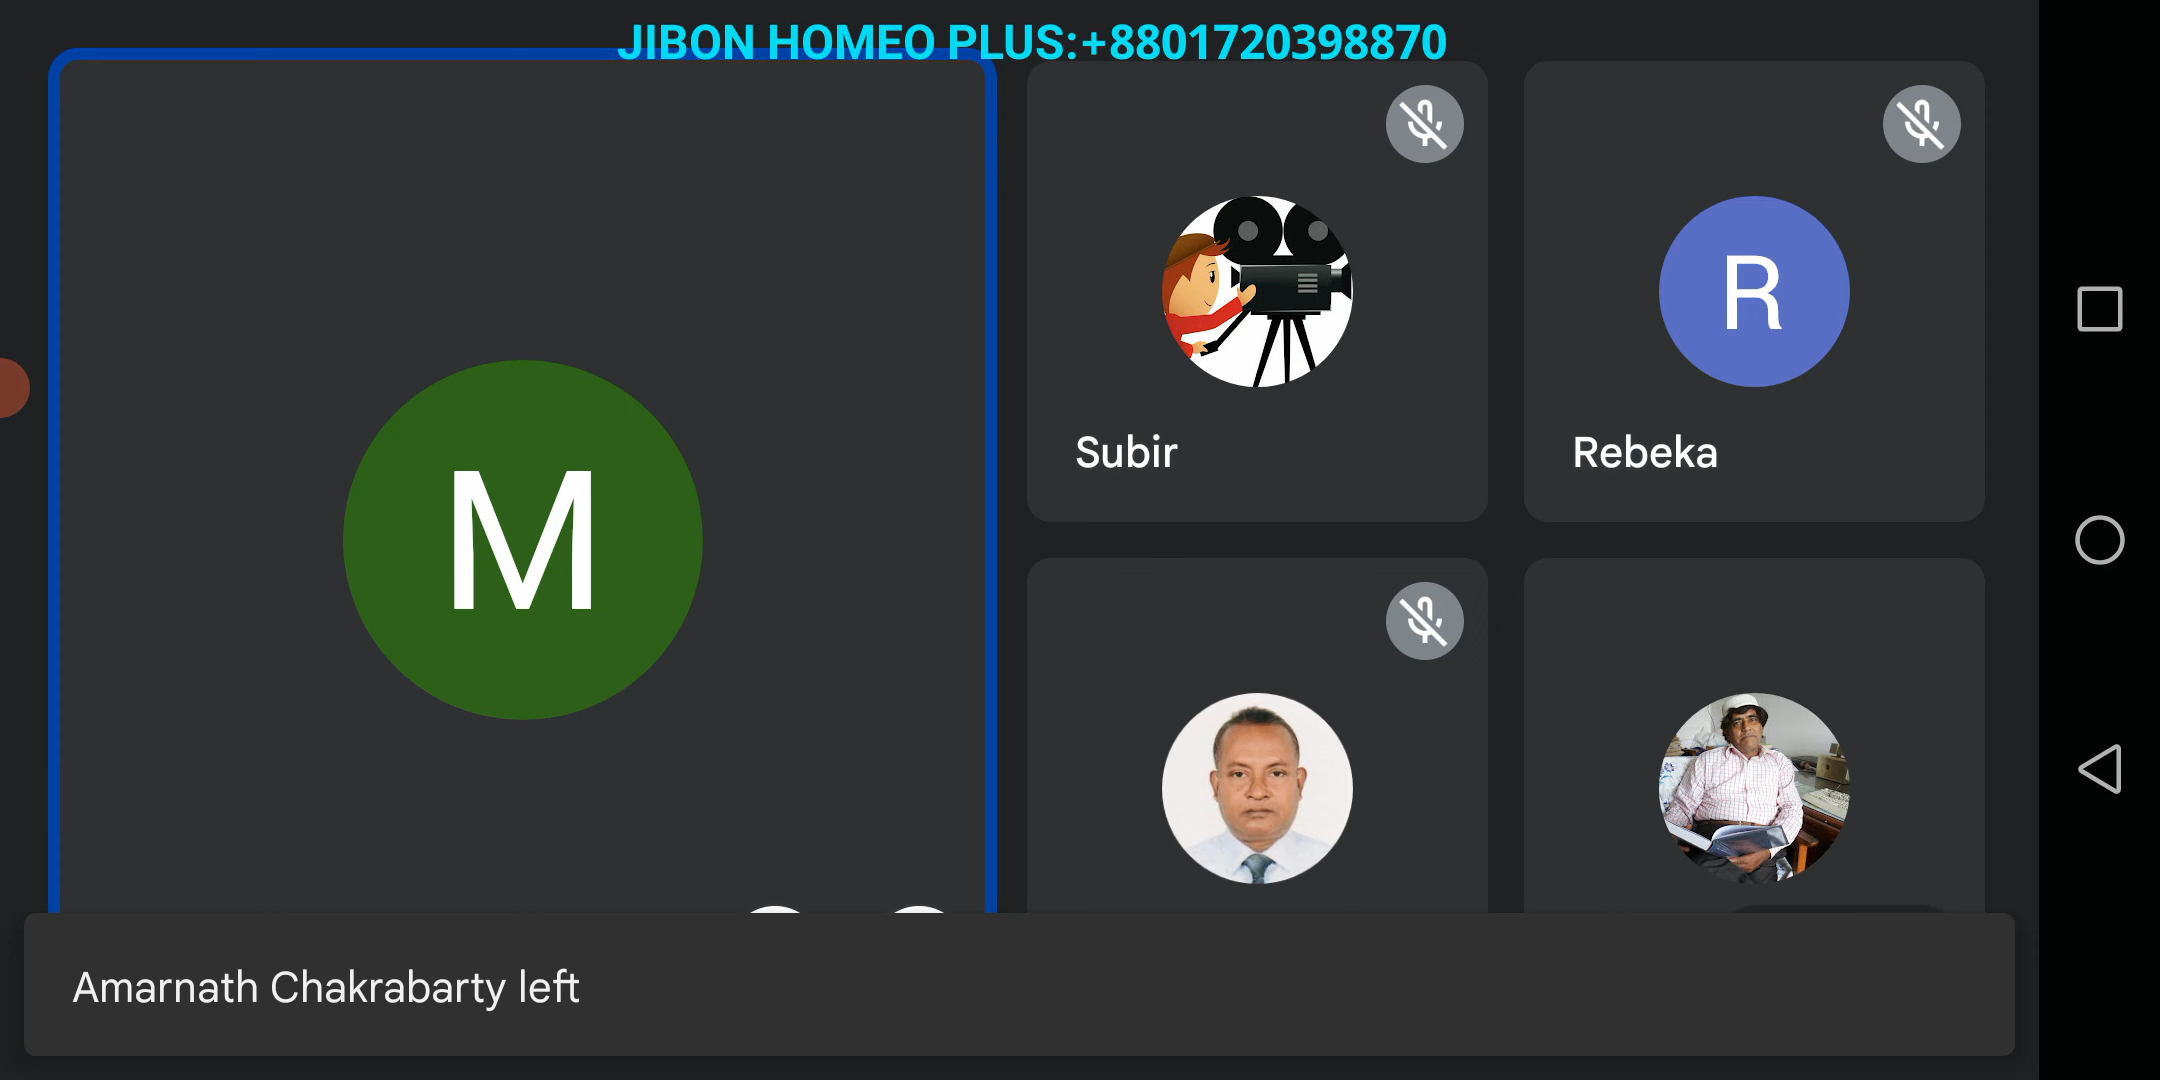 JIBON HOMEO PLUS:+8801720398870
M
Subir
R
Rebeka
Amarnath Chakrabarty left